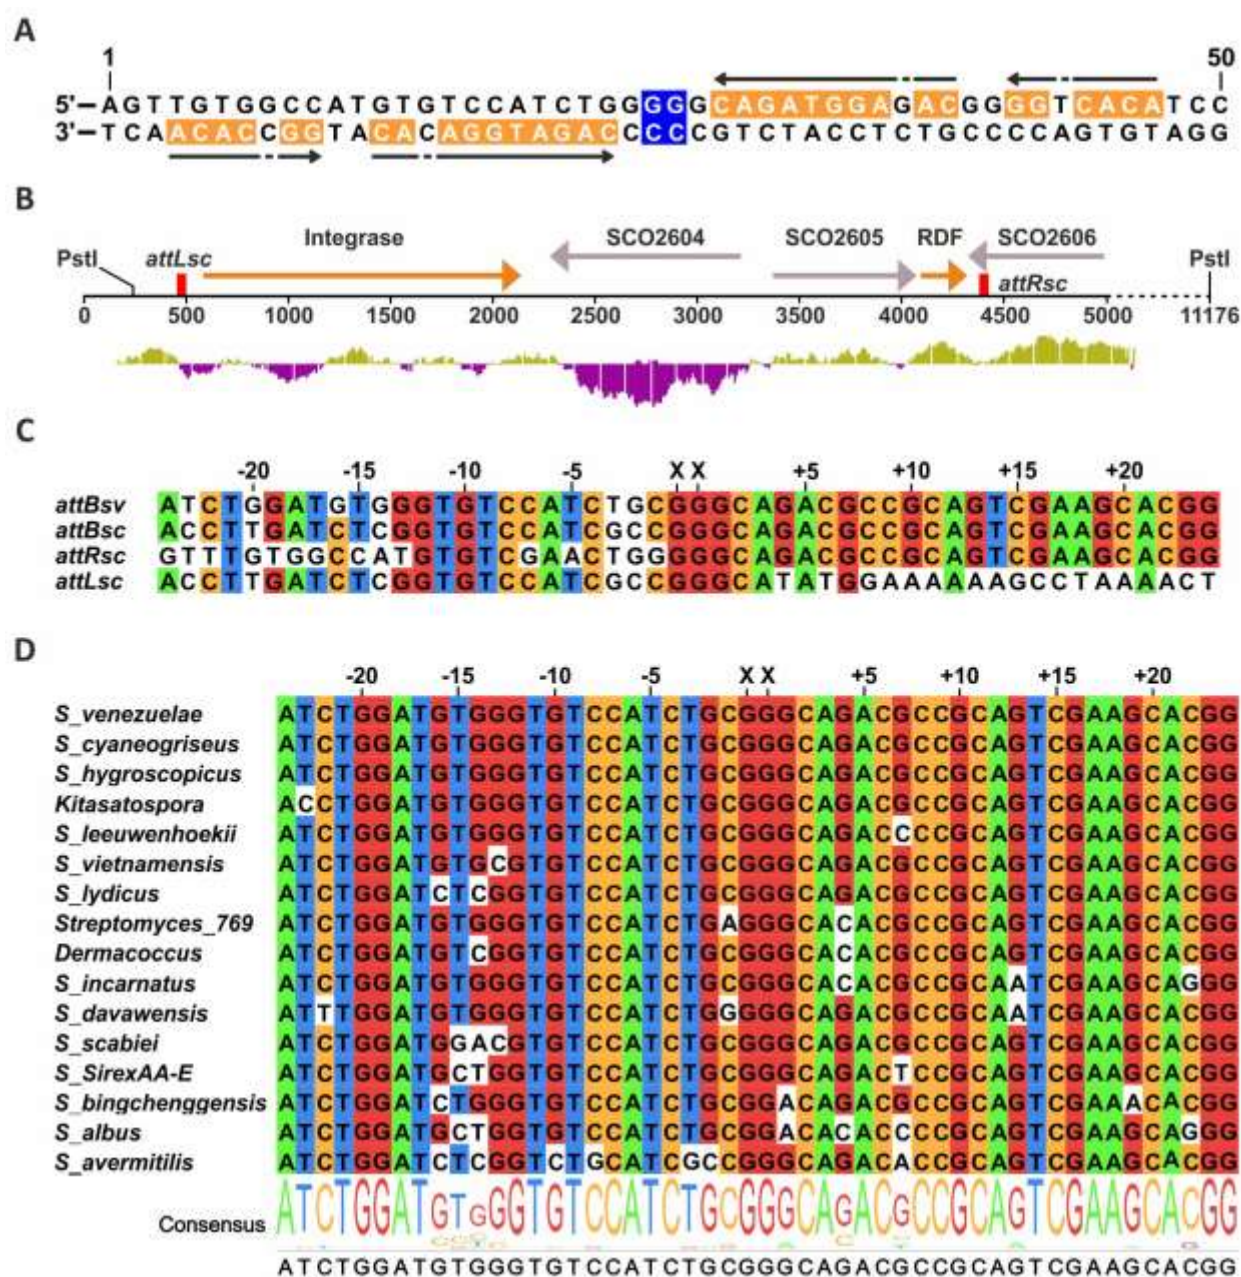 A
1 50
5'–AGTTGTGGCCATGTGTCCATCTGGGGGCAGATGGAGACGGGGTCACATCC
3'–TCAACACCGGTACACAGGTAGACCCCCGTCTACCTCTGCCCCAGTGTAGG
B
Integrase SCO2604 SCO2605 RDF SCO2606
PstI attLsc attRsc PstI
0 500 1000 1500 2000 2500 3000 3500 4000 4500 5000 11176
C
-20 -15 -10 -5 X X +5 +10 +15 +20
attBsv ATCTGGATGTGGGTGTCCATCTGCGGGCAGACGCCGCAGTCGAAGCACGG
attBsc ACCTTGATCTCGGTGTCCATCGCCGGGCAGACGCCGCAGTCGAAGCACGG
attRsc GTTTGTGGCCATGTGTCGAACTGGGGGCAGACGCCGCAGTCGAAGCACGG
attLsc ACCTTGATCTCGGTGTCCATCGCCGGGCATATGGAAAAAAGCCTAAAACT
D
-20 -15 -10 -5 X X +5 +10 +15 +20
S_venezuelae ATCTGGATGTGGGTGTCCATCTGCGGGCAGACGCCGCAGTCGAAGCACGG
S_cyaneogriseus ATCTGGATGTGGGTGTCCATCTGCGGGCAGACGCCGCAGTCGAAGCACGG
S_hygroscopicus ATCTGGATGTGGGTGTCCATCTGCGGGCAGACGCCGCAGTCGAAGCACGG
Kitasatospora ACCTGGATGTGGGTGTCCATCTGCGGGCAGACGCCGCAGTCGAAGCACGG
S_leeuwenhoekii ATCTGGATGTGGGTGTCCATCTGCGGGCAGACCCCGCAGTCGAAGCACGG
S_vietnamensis ATCTGGATGTGCGTGTCCATCTGCGGGCAGACGCCGCAGTCGAAGCACGG
S_lydicus ATCTGGATCTCGGTGTCCATCTGCGGGCAGACGCCGCAGTCGAAGCACGG
Streptomyces_769 ATCTGGATGTGGGTGTCCATCTGAGGGCACACGCCGCAGTCGAAGCACGG
Dermacoccus ATCTGGATGTCGGTGTCCATCTGCGGGCACACGCCGCAGTCGAAGCACGG
S_incarnatus ATCTGGATGTGGGTGTCCATCTGCGGGCACACGCCGCAATCGAAGCAGGG
S_davawensis ATTTGGATGTGGGTGTCCATCTGGGGGCAGACGCCGCAATCGAAGCACGG
S_scabiei ATCTGGATGGACGTGTCCATCTGCGGGCAGACGCCGCAGTCGAAGCACGG
S_SirexAA-E ATCTGGATGCTGGTGTCCATCTGCGGGCAGACTCCGCAGTCGAAGCACGG
S_bingchenggensis ATCTGGATCTGGGTGTCCATCTGCGGACAGACGCCGCAGTCGAAACACGG
S_albus ATCTGGATGCTGGTGTCCATCTGCGGACACACCCCGCAGTCGAAGCAGGG
S_avermitilis ATCTGGATCTCGGTCTGCATCGCCGGGCAGACACCGCAGTCGAAGCACGG
Consensus ATCTGGATGTGGGTGTCCATCTGCGGGCAGACGCCGCAGTCGAAGCACGG
ATCTGGATGTGGGTGTCCATCTGCGGGCAGACGCCGCAGTCGAAGCACGG